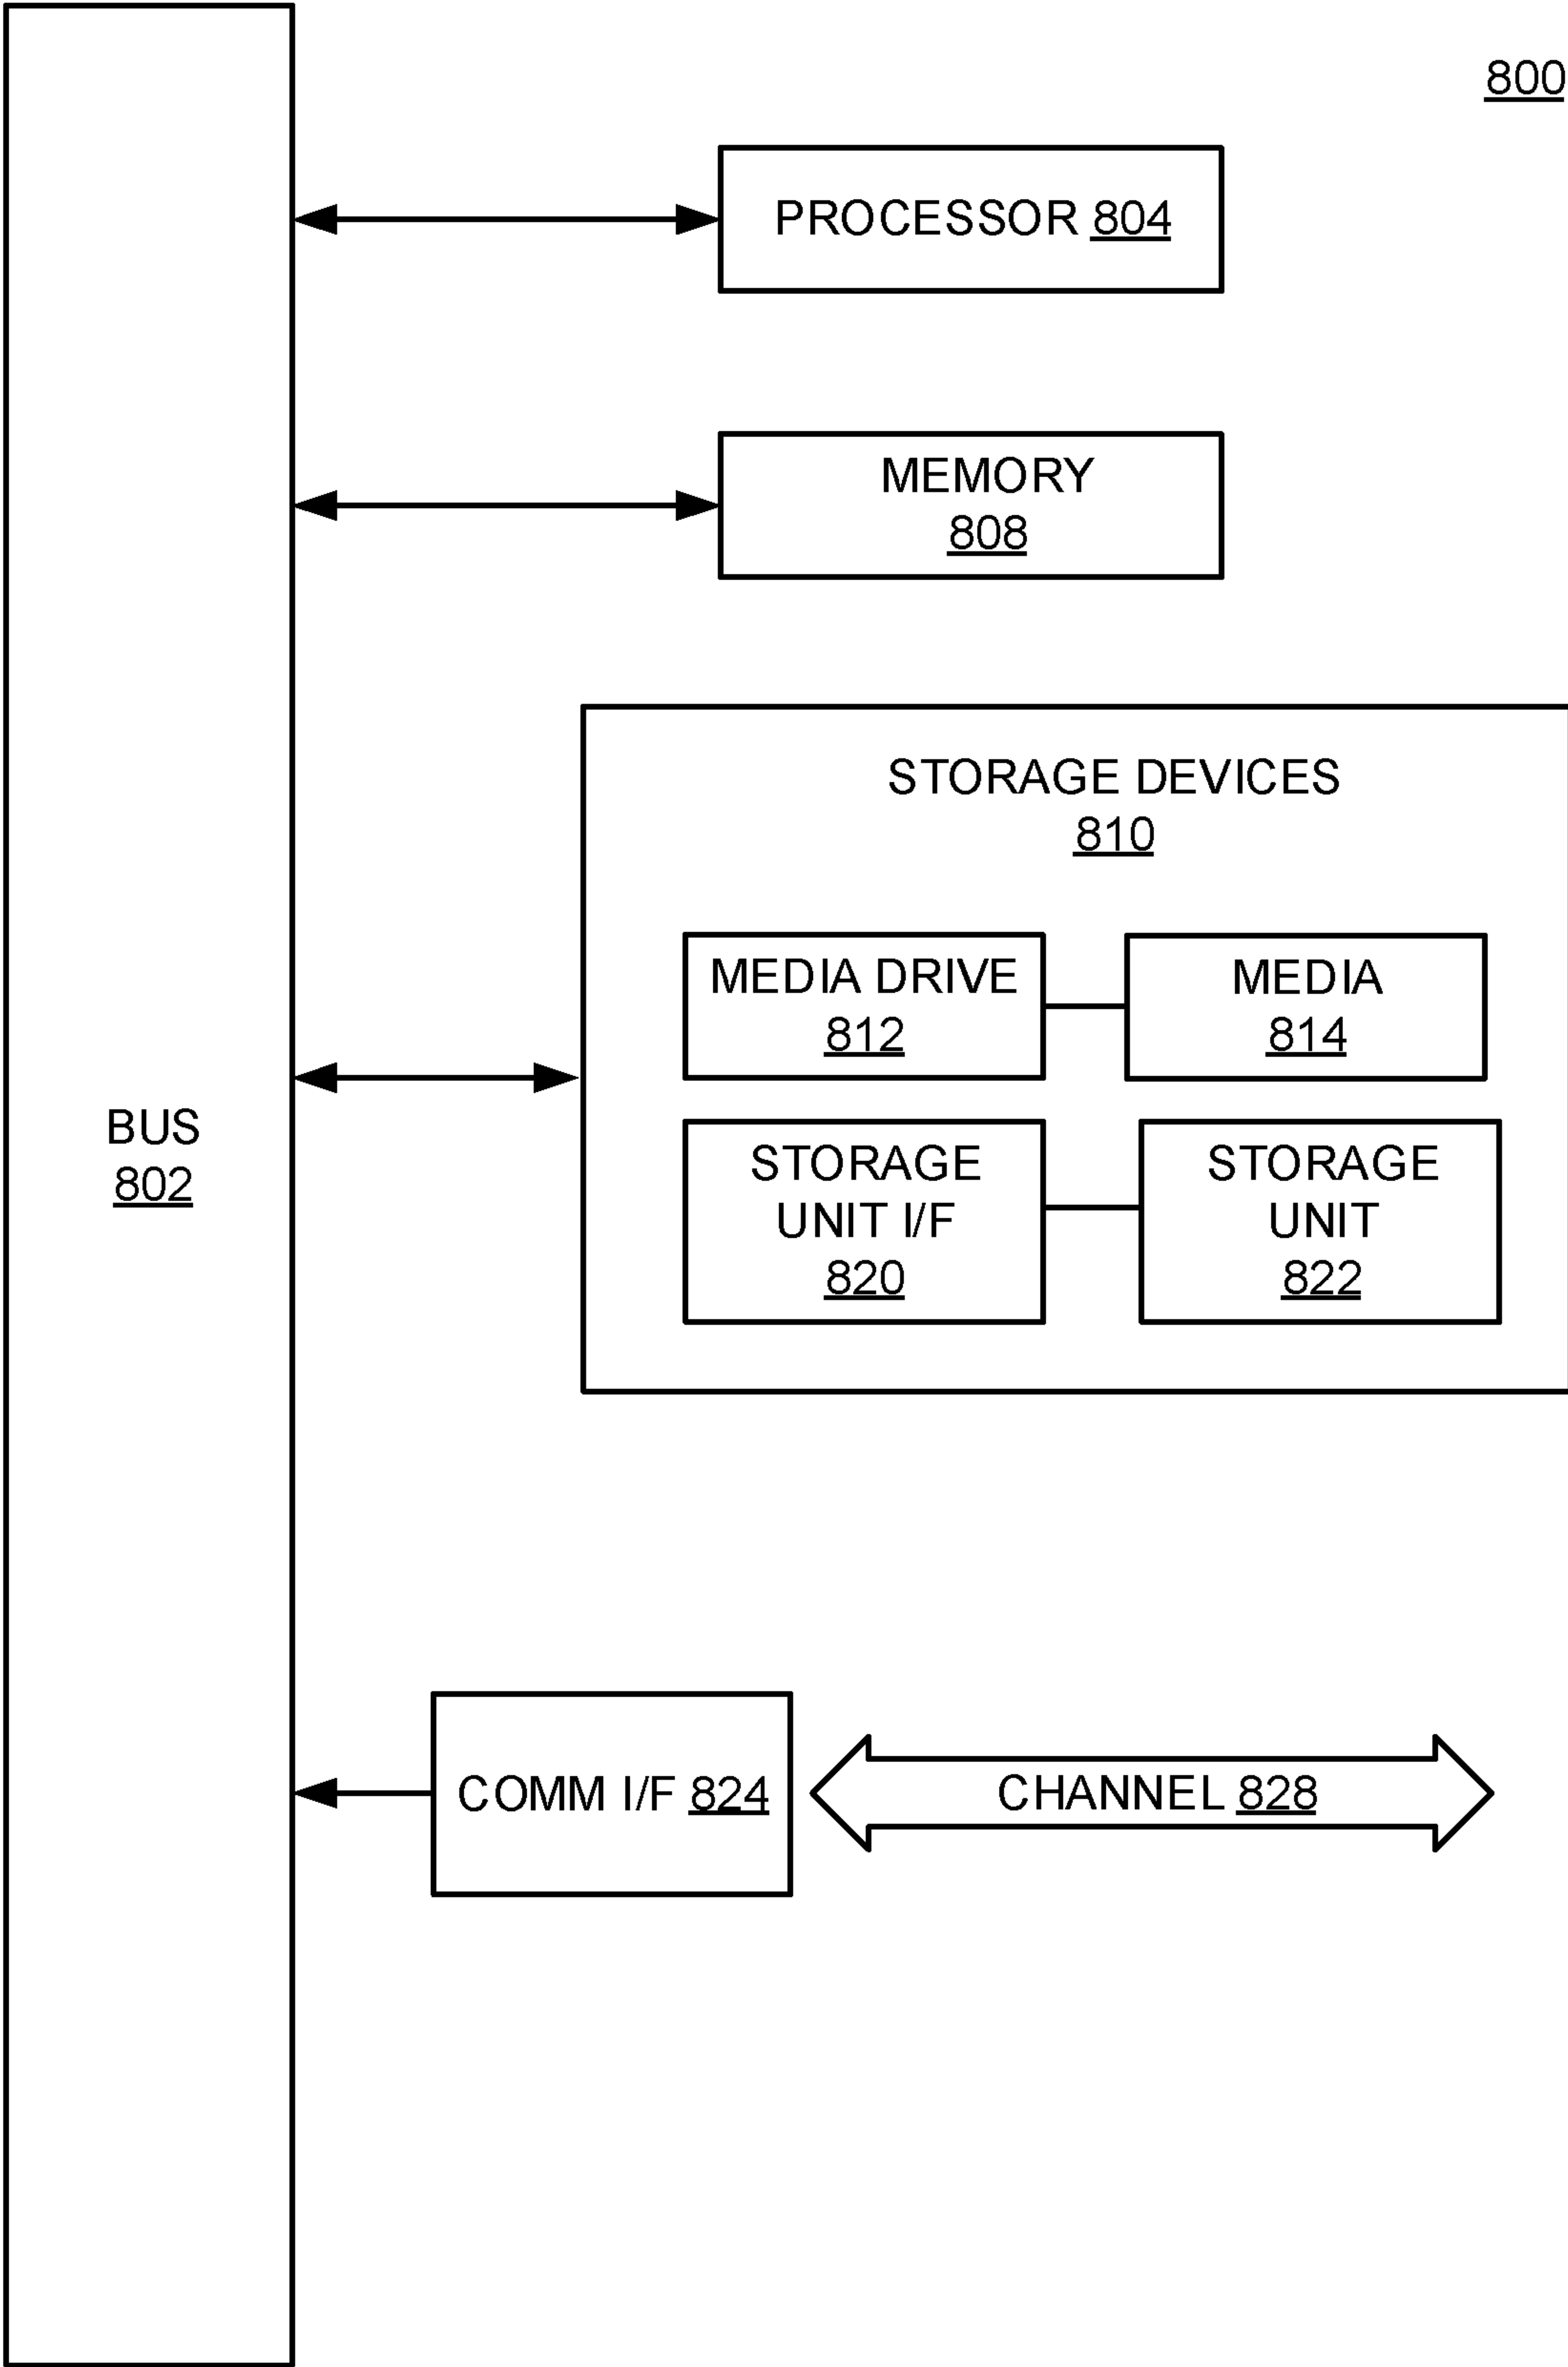 800
PROCESSOR 804
MEMORY
808
STORAGE DEVICES
810
MEDIA DRIVE
812
MEDIA
814
BUS
802
STORAGE
UNIT I/F
820
STORAGE
UNIT
822
COMM I/F 824
CHANNEL 828